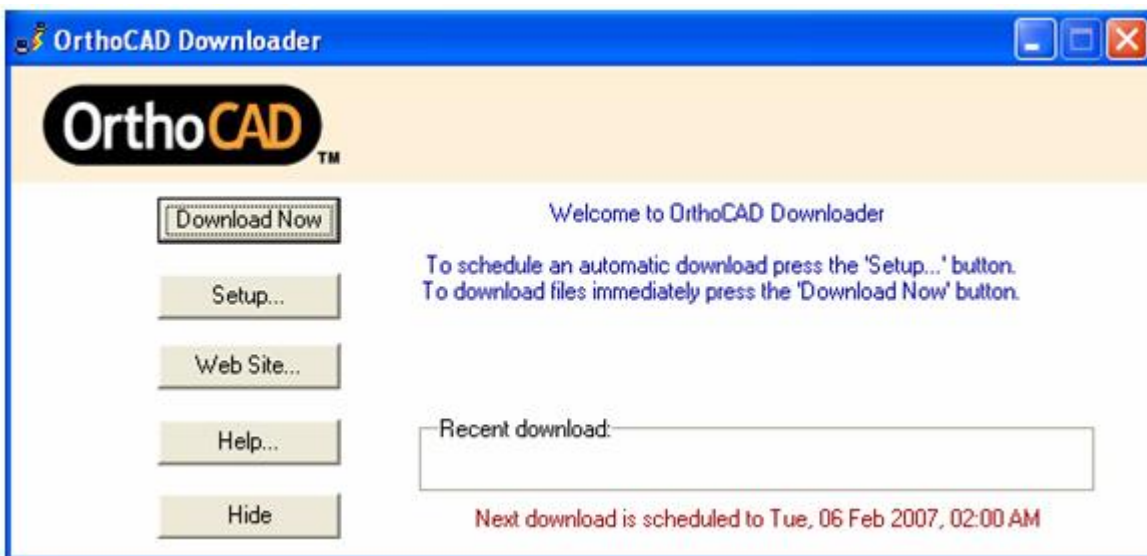 OrthoCAD Downloader
OrthoCAD TM
Download Now
Welcome to OrthoCAD Downloader
To schedule an automatic download press the 'Setup...' button.
To download files immediately press the 'Download Now' button.
Setup...
Web Site...
Help...
Recent download:
Hide
Next download is scheduled to Tue, 06 Feb 2007, 02:00 AM